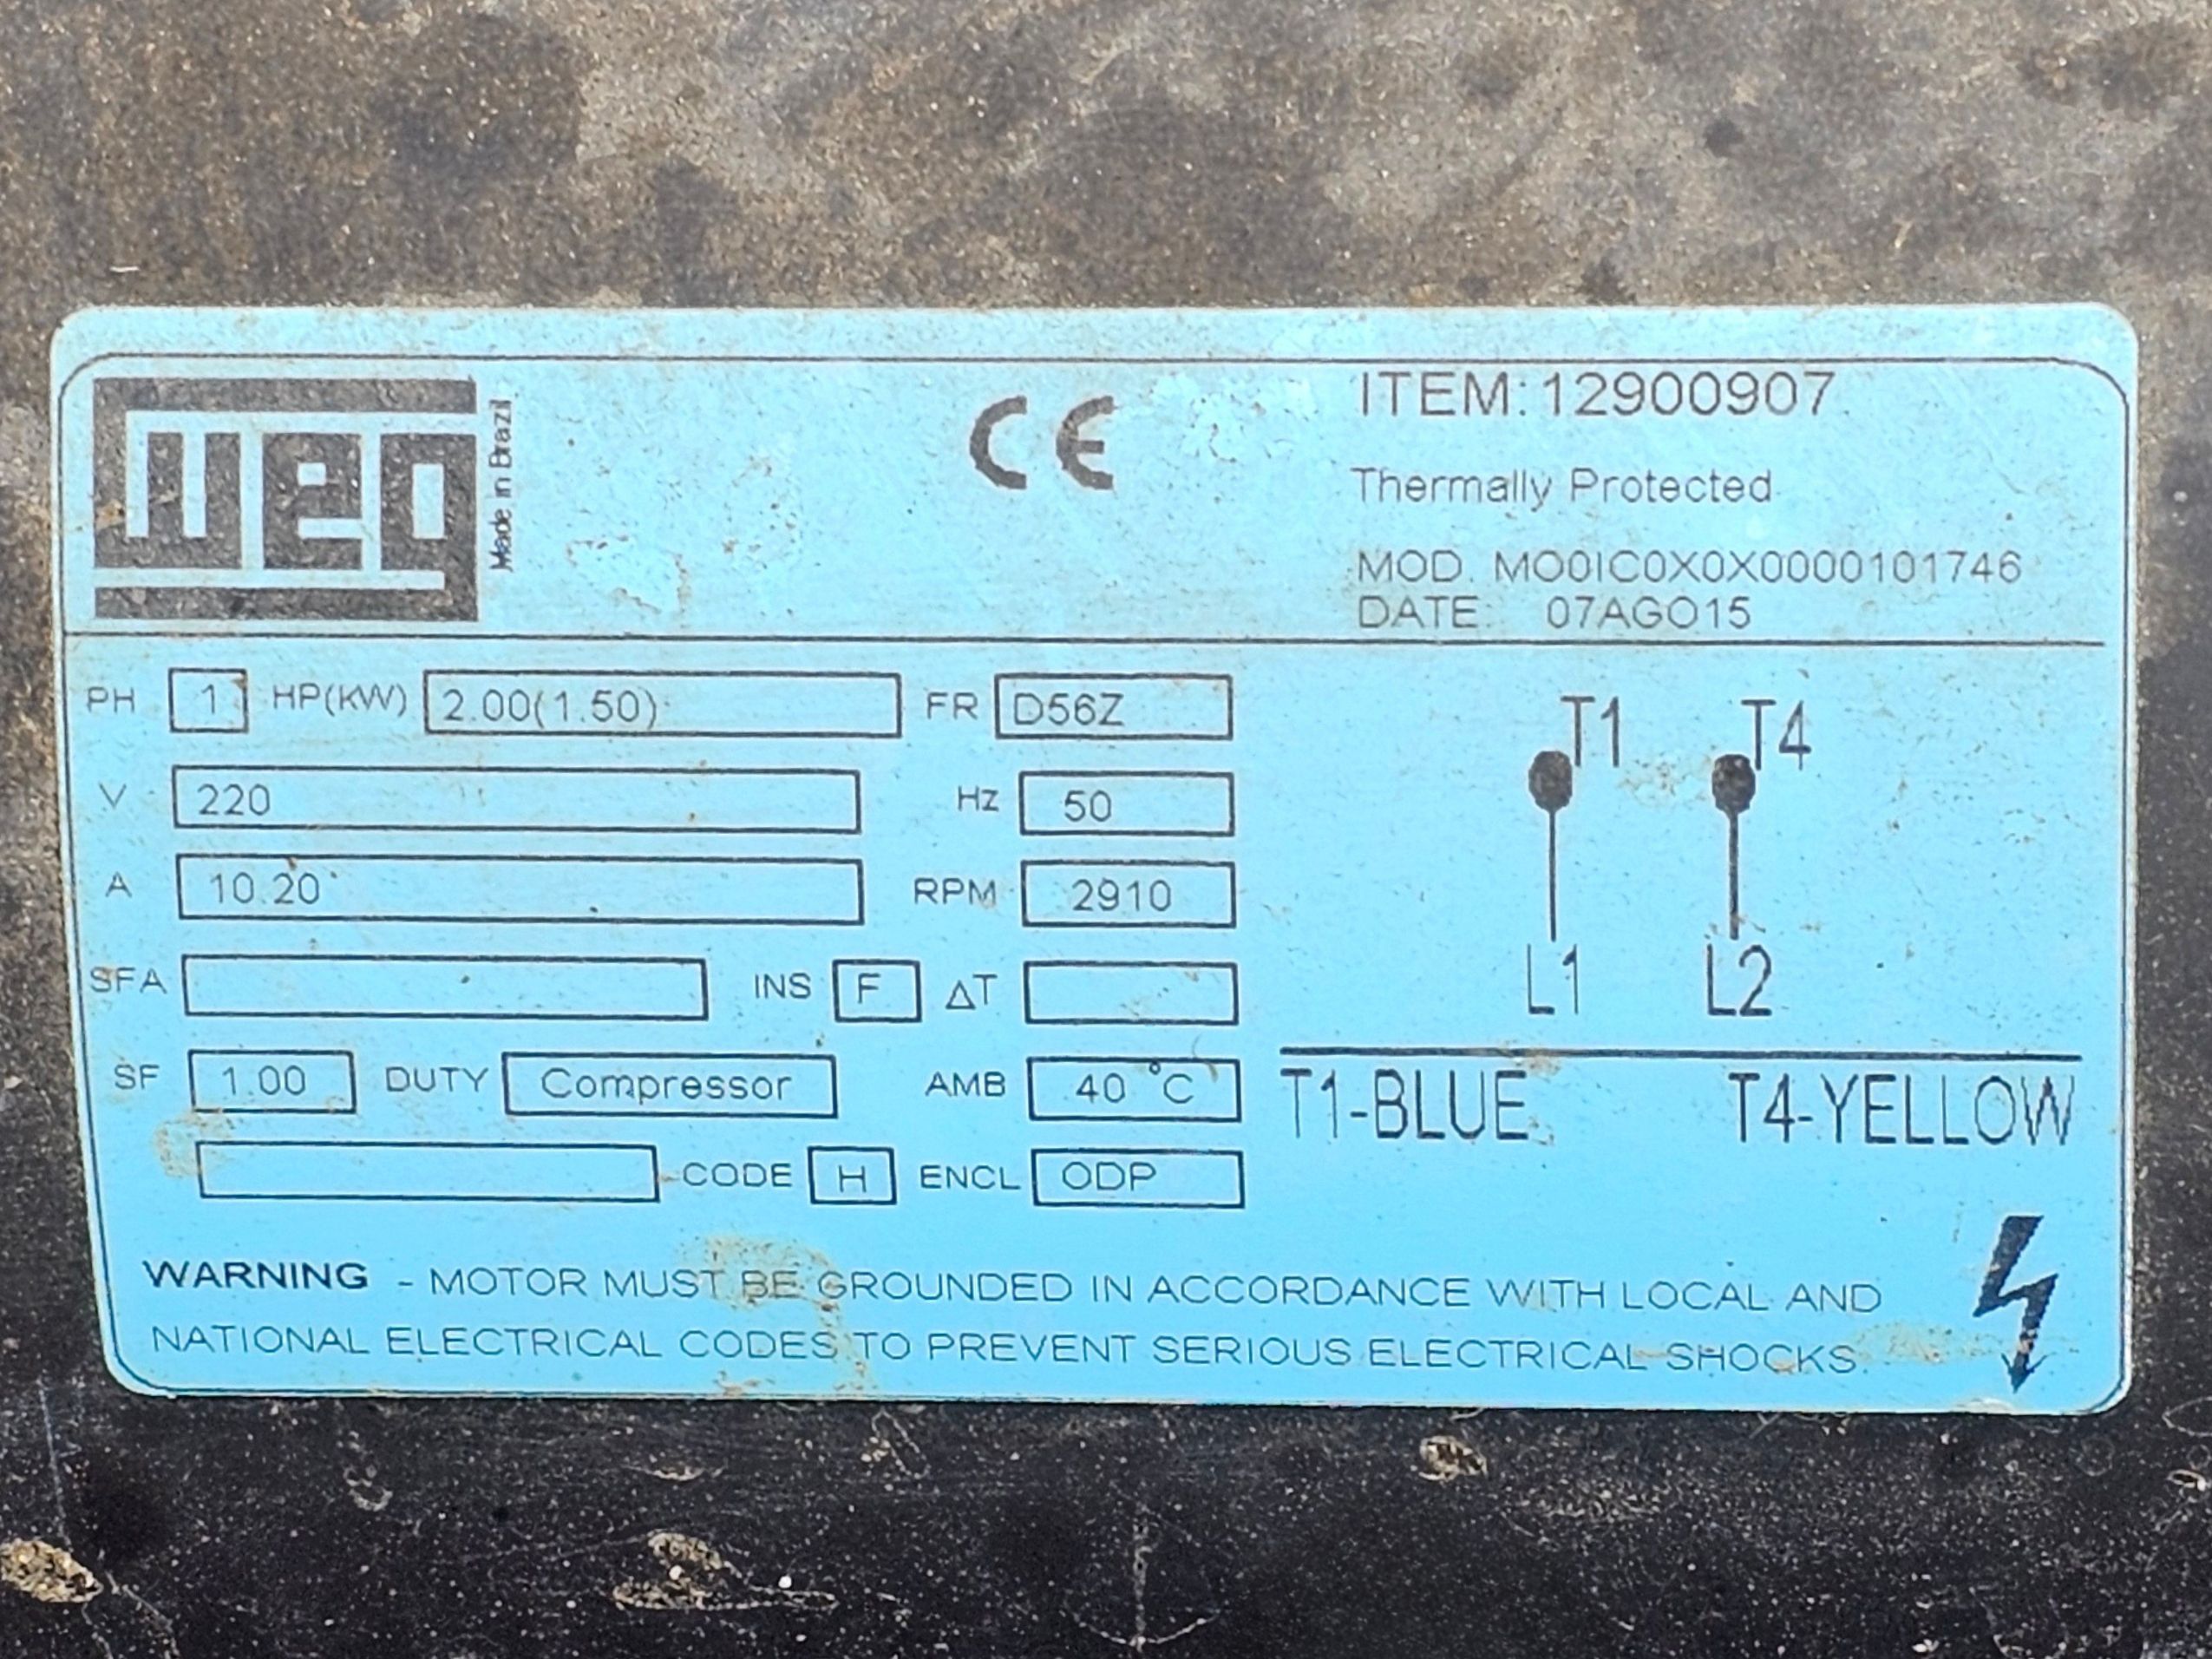 weg
Made in Brazil
CE
ITEM:12900907
Thermally Protected
MOD. MO0IC0X0X0000101746
DATE: 07AGO15
PH 1 HP(KW) 2.00(1.50) FR D56Z
V 220 Hz 50
A 10.20 RPM 2910
SFA INS F ΔT
SF 1.00 DUTY Compressor AMB 40 °C
CODE H ENCL ODP
T1 T4
L1 L2
T1-BLUE T4-YELLOW
WARNING - MOTOR MUST BE GROUNDED IN ACCORDANCE WITH LOCAL AND
NATIONAL ELECTRICAL CODES TO PREVENT SERIOUS ELECTRICAL SHOCKS.